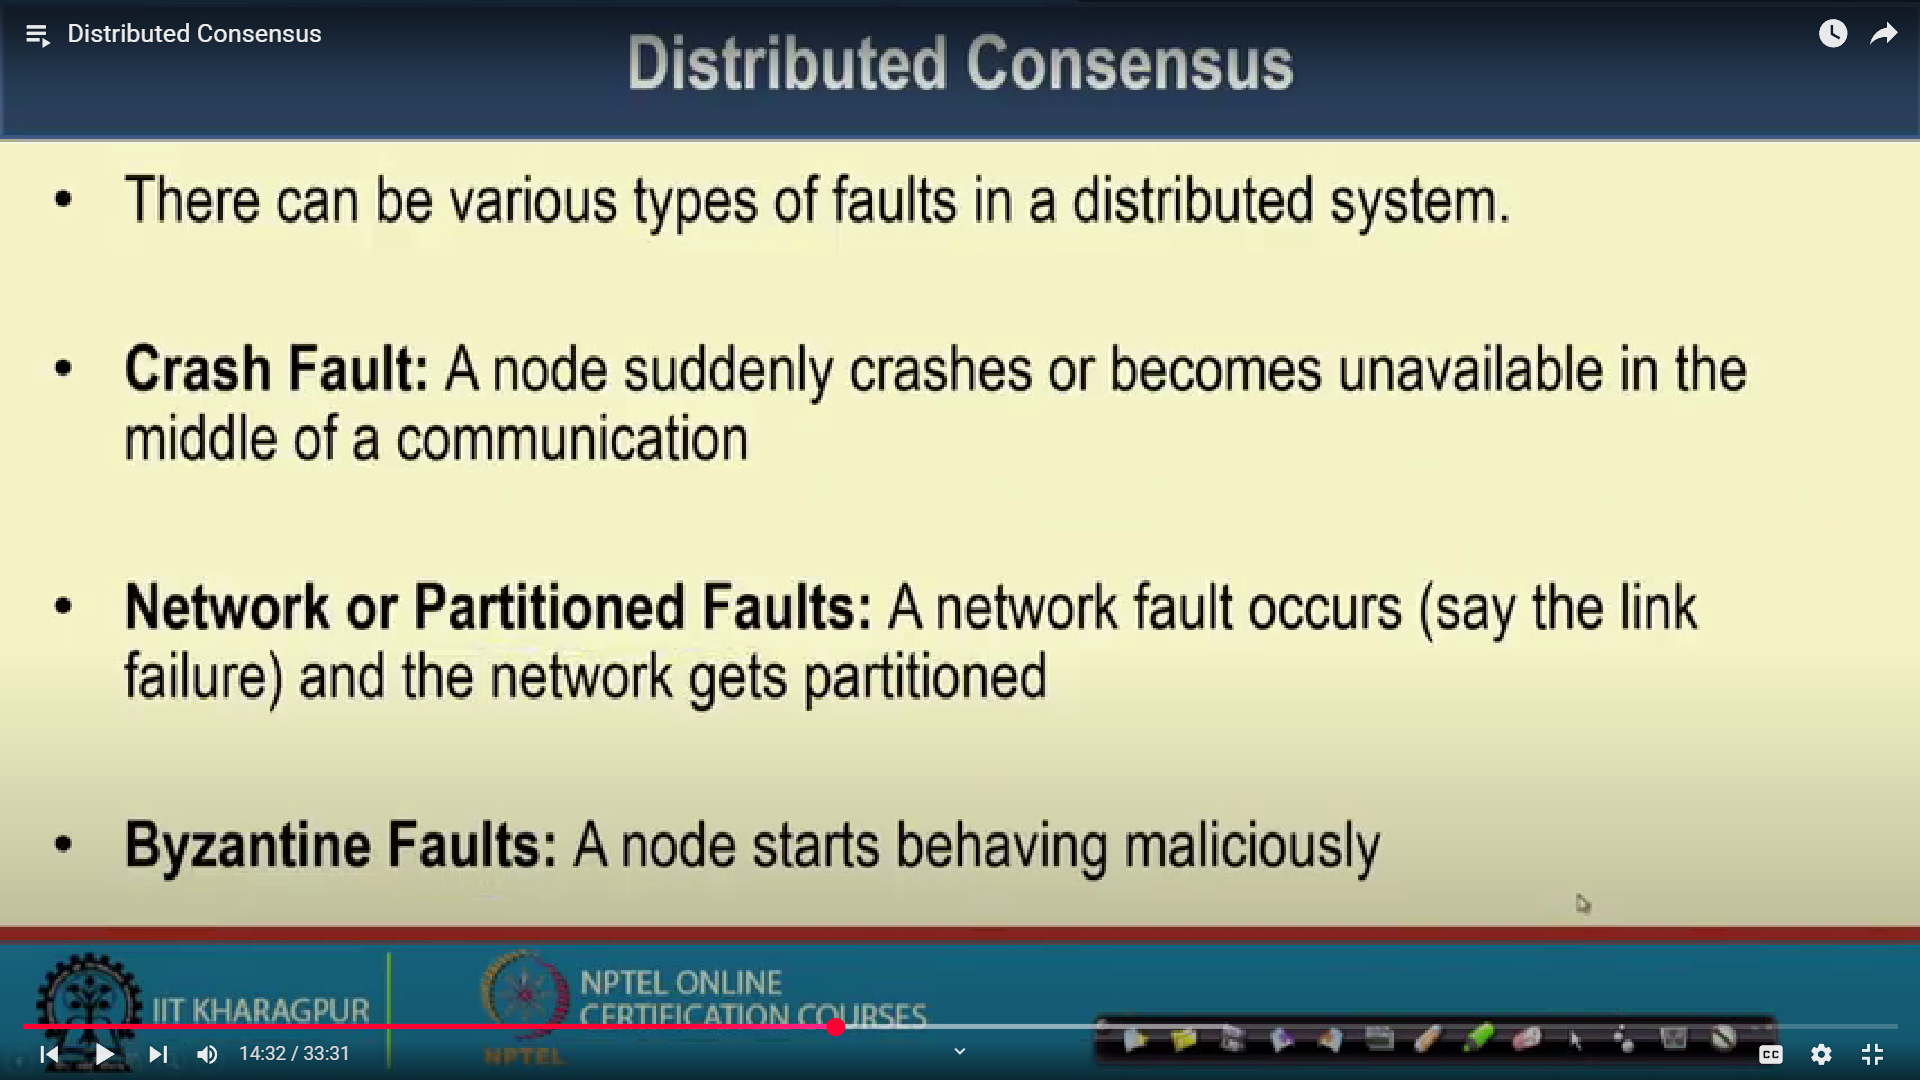 Distributed Consensus
Distributed Consensus
• There can be various types of faults in a distributed system.
• Crash Fault: A node suddenly crashes or becomes unavailable in the
middle of a communication
• Network or Partitioned Faults: A network fault occurs (say the link
failure) and the network gets partitioned
• Byzantine Faults: A node starts behaving maliciously
IIT KHARAGPUR
NPTEL
NPTEL ONLINE
CERTIFICATION COURSES
14:32 / 33:31
CC